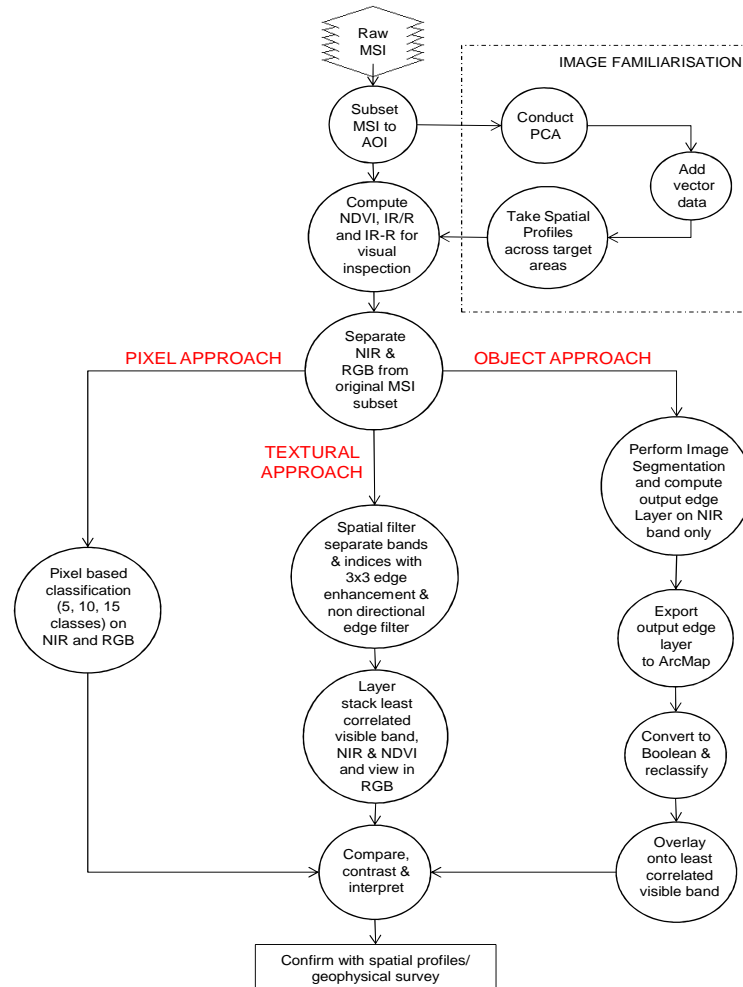 Raw
MSI
IMAGE FAMILIARISATION
Subset
MSI to
AOI
Conduct
PCA
Add
vector
data
Compute
NDVI, IR/R
and IR-R for
visual
inspection
Take Spatial
Profiles
across target
areas
Separate
NIR &
RGB from
original MSI
subset
PIXEL APPROACH
OBJECT APPROACH
TEXTURAL
APPROACH
Pixel based
classification
(5, 10, 15
classes) on
NIR and RGB
Spatial filter
separate bands
& indices with
3x3 edge
enhancement &
non directional
edge filter
Layer
stack least
correlated
visible band,
NIR & NDVI
and view in
RGB
Perform Image
Segmentation
and compute
output edge
Layer on NIR
band only
Export
output edge
layer
to ArcMap
Convert to
Boolean &
reclassify
Overlay
onto least
correlated
visible band
Compare,
contrast &
interpret
Confirm with spatial profiles/
geophysical survey